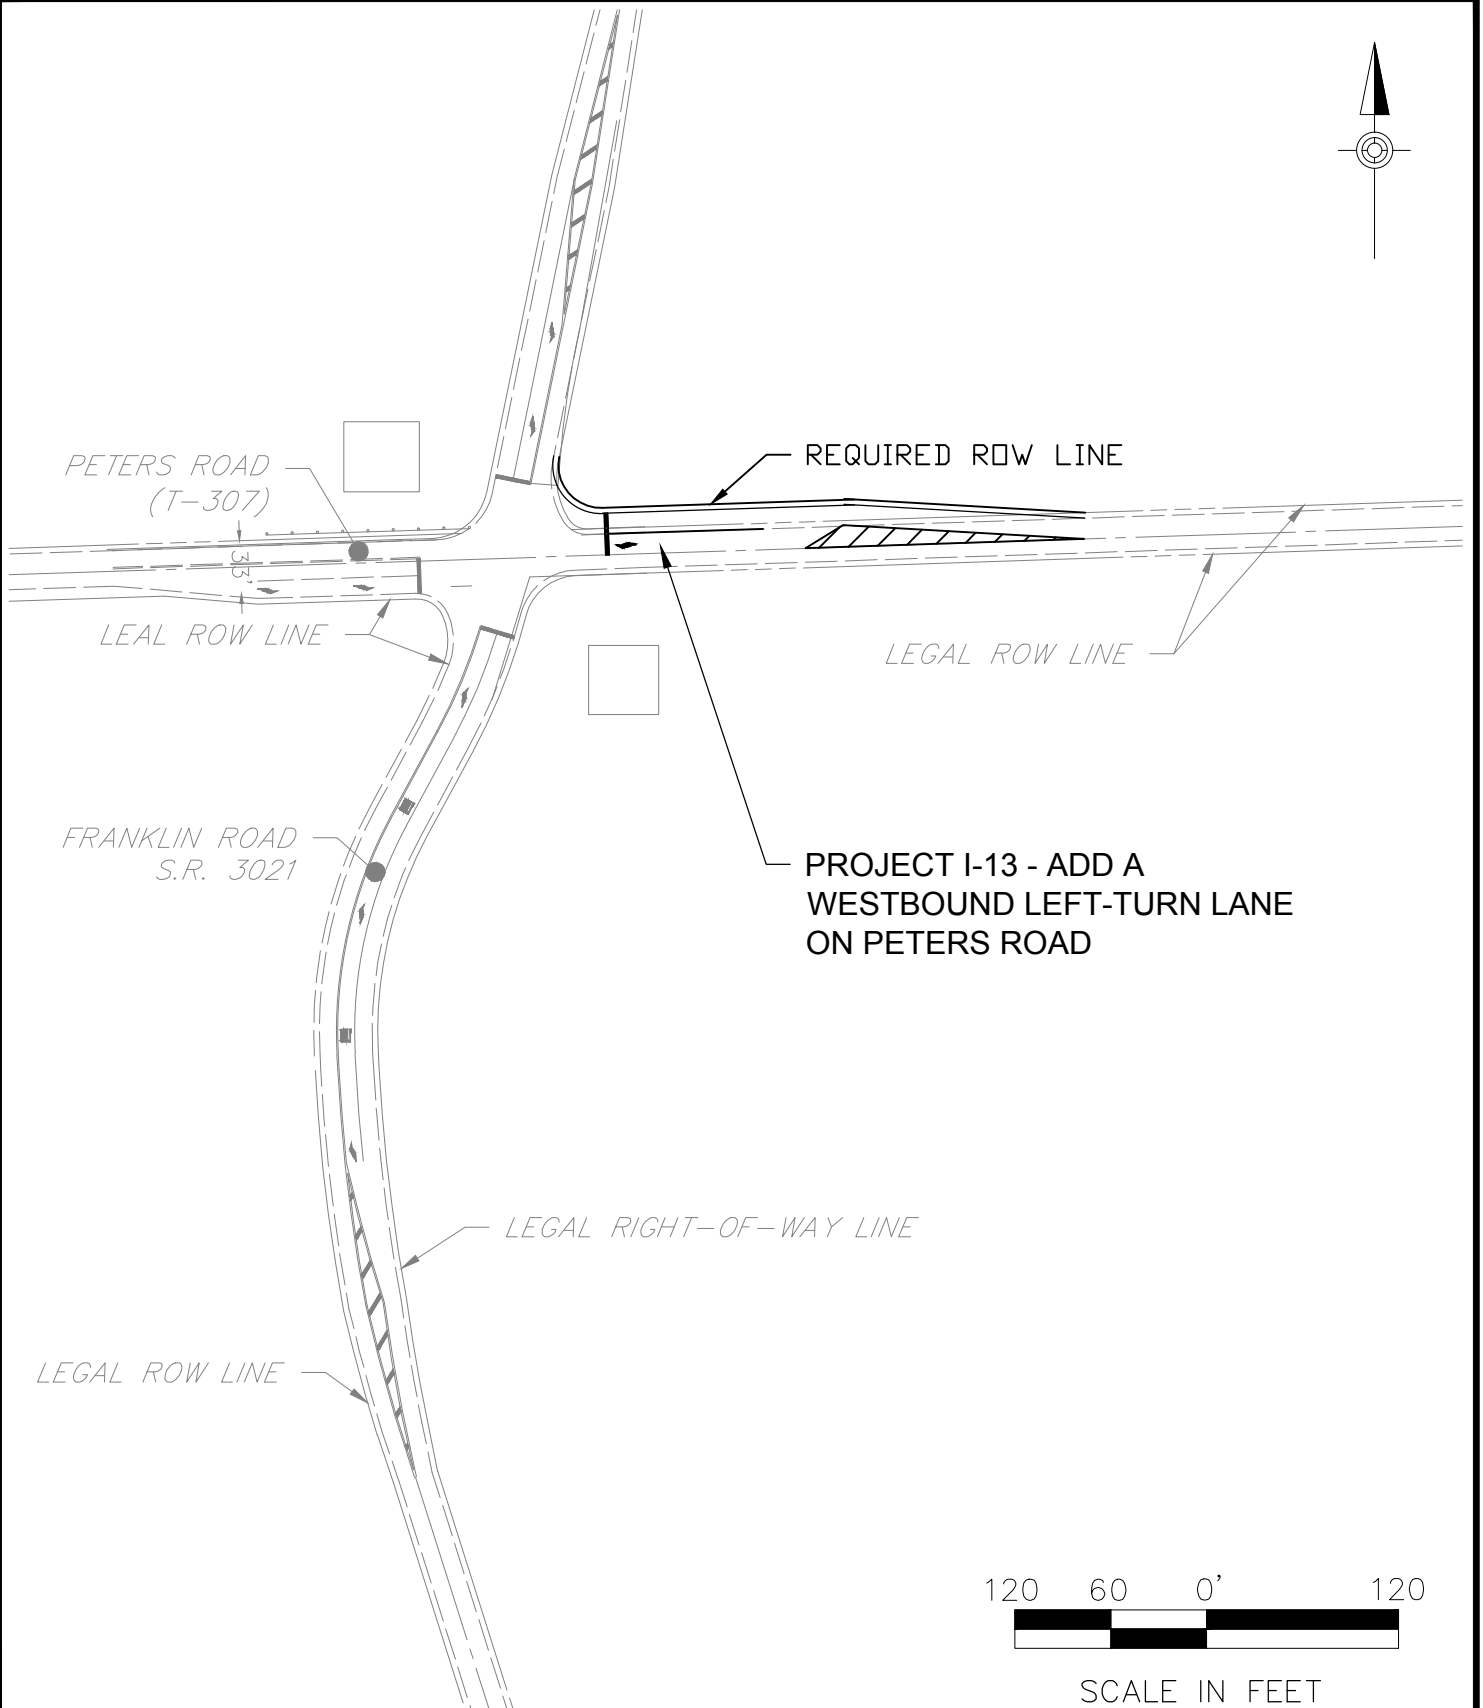 REQUIRED ROW LINE
PETERS ROAD
(T-307)
33'
LEAL ROW LINE
LEGAL ROW LINE
FRANKLIN ROAD
S.R. 3021
PROJECT I-13 - ADD A
WESTBOUND LEFT-TURN LANE
ON PETERS ROAD
LEGAL RIGHT-OF-WAY LINE
LEGAL ROW LINE
120 60 0' 120
SCALE IN FEET